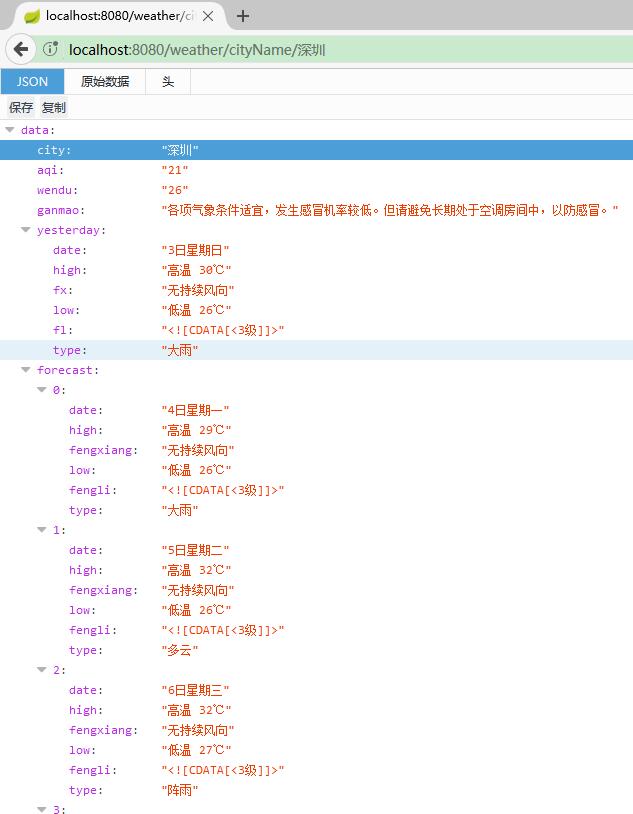 localhost:8080/weather/ci
localhost:8080/weather/cityName/深圳
JSON 原始数据 头
保存 复制
data:
city: "深圳"
aqi: "21"
wendu: "26"
ganmao: "各项气象条件适宜，发生感冒机率较低。但请避免长期处于空调房间中，以防感冒。"
yesterday:
date: "3日星期日"
high: "高温 30℃"
fx: "无持续风向"
low: "低温 26℃"
fl: "<![CDATA[<3级]]>"
type: "大雨"
forecast:
0:
date: "4日星期一"
high: "高温 29℃"
fengxiang: "无持续风向"
low: "低温 26℃"
fengli: "<![CDATA[<3级]]>"
type: "大雨"
1:
date: "5日星期二"
high: "高温 32℃"
fengxiang: "无持续风向"
low: "低温 26℃"
fengli: "<![CDATA[<3级]]>"
type: "多云"
2:
date: "6日星期三"
high: "高温 32℃"
fengxiang: "无持续风向"
low: "低温 27℃"
fengli: "<![CDATA[<3级]]>"
type: "阵雨"
3: